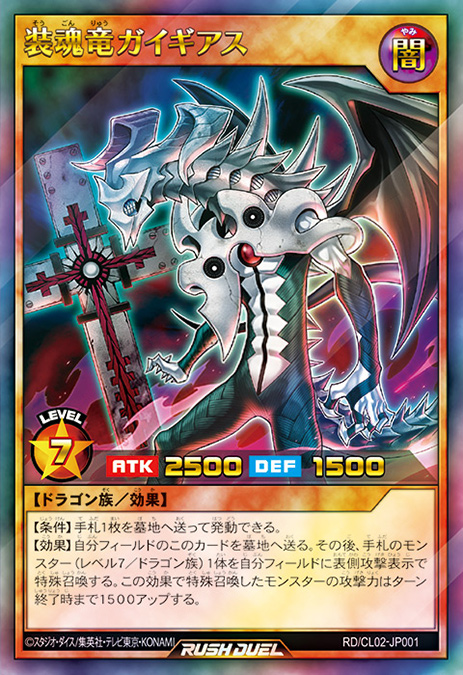 装魂竜ガイギアス
そうごんりゅう
闇
やみ
LEVEL
7
ATK 2500 DEF 1500
【ドラゴン族／効果】
【条件】手札1枚を墓地へ送って発動できる。
【効果】自分フィールドのこのカードを墓地へ送る。その後、手札のモン
スター（レベル7／ドラゴン族）1体を自分フィールドに表側攻撃表示で
特殊召喚する。この効果で特殊召喚したモンスターの攻撃力はターン
終了時まで1500アップする。
©スタジオ・ダイス/集英社・テレビ東京・KONAMI
RUSH DUEL
RD/CL02-JP001